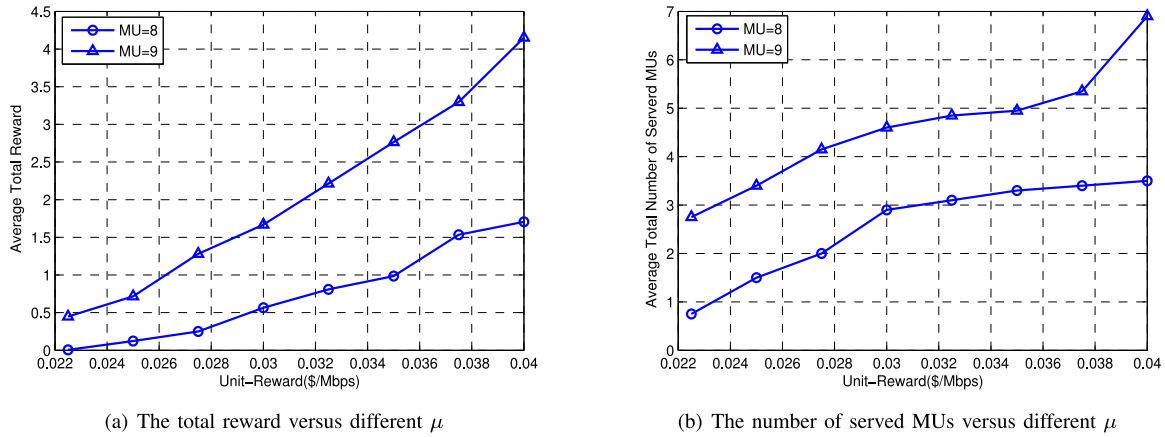 MU=8
MU=9
Average Total Reward
4.5
4
3.5
3
2.5
2
1.5
1
0.5
0
0.022 0.024 0.026 0.028 0.03 0.032 0.034 0.036 0.038 0.04
Unit−Reward($/Mbps)
(a) The total reward versus different μ
MU=8
MU=9
Average Total Number of Serverd MUs
7
6
5
4
3
2
1
0
0.022 0.024 0.026 0.028 0.03 0.032 0.034 0.036 0.038 0.04
Unit−Reward($/Mbps)
(b) The number of served MUs versus different μ